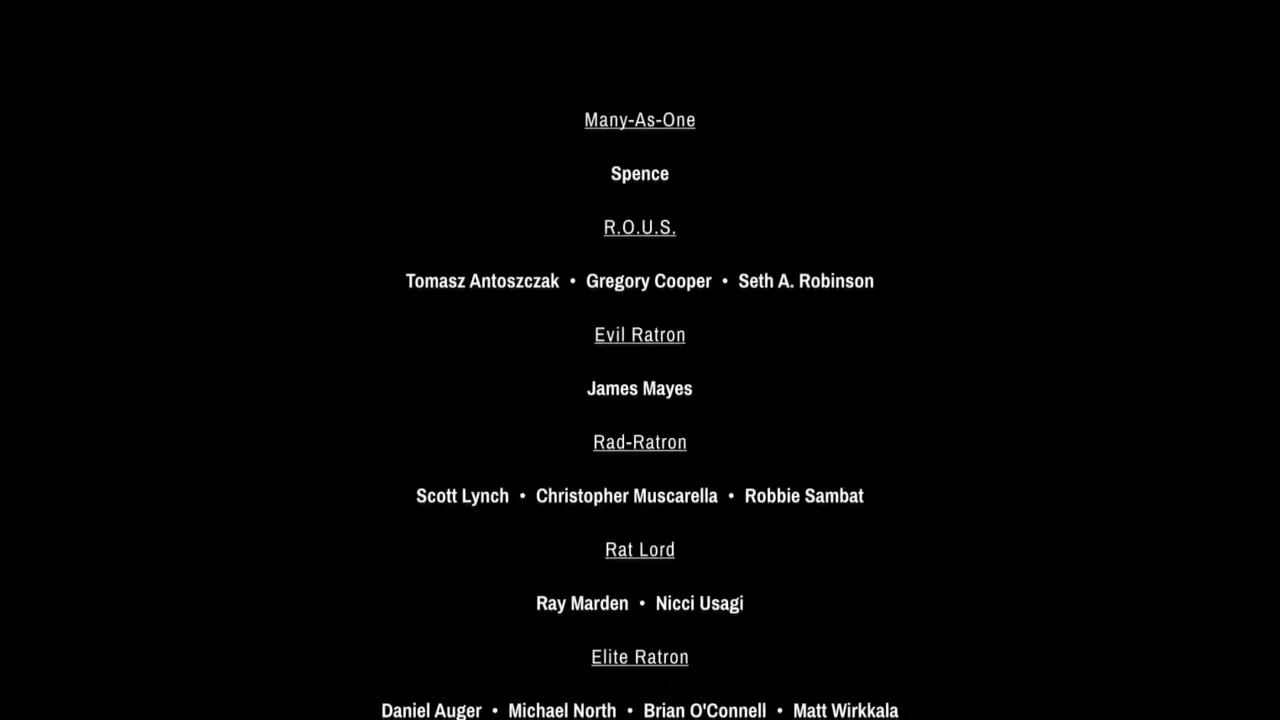 Many-As-One
Spence
R.O.U.S.
Tomasz Antoszczak • Gregory Cooper • Seth A. Robinson
Evil Ratron
James Mayes
Rad-Ratron
Scott Lynch • Christopher Muscarella • Robbie Sambat
Rat Lord
Ray Marden • Nicci Usagi
Elite Ratron
Daniel Auger • Michael North • Brian O'Connell • Matt Wirkkala